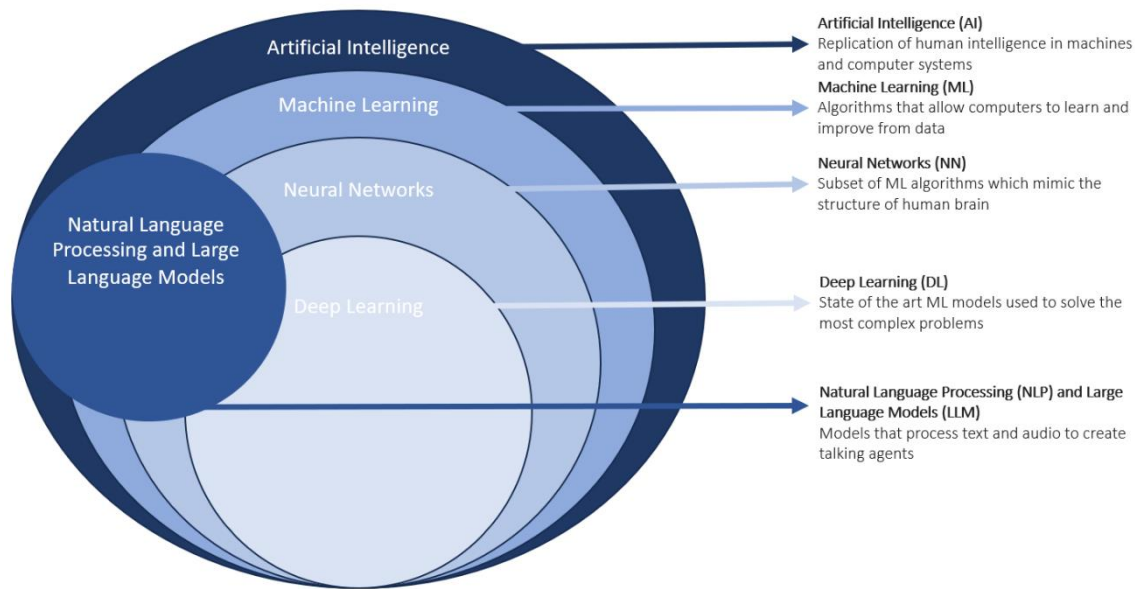 Artificial Intelligence
Machine Learning
Neural Networks
Natural Language
Processing and Large
Language Models
Deep Learning
Artificial Intelligence (AI)
Replication of human intelligence in machines
and computer systems
Machine Learning (ML)
Algorithms that allow computers to learn and
improve from data
Neural Networks (NN)
Subset of ML algorithms which mimic the
structure of human brain
Deep Learning (DL)
State of the art ML models used to solve the
most complex problems
Natural Language Processing (NLP) and Large
Language Models (LLM)
Models that process text and audio to create
talking agents